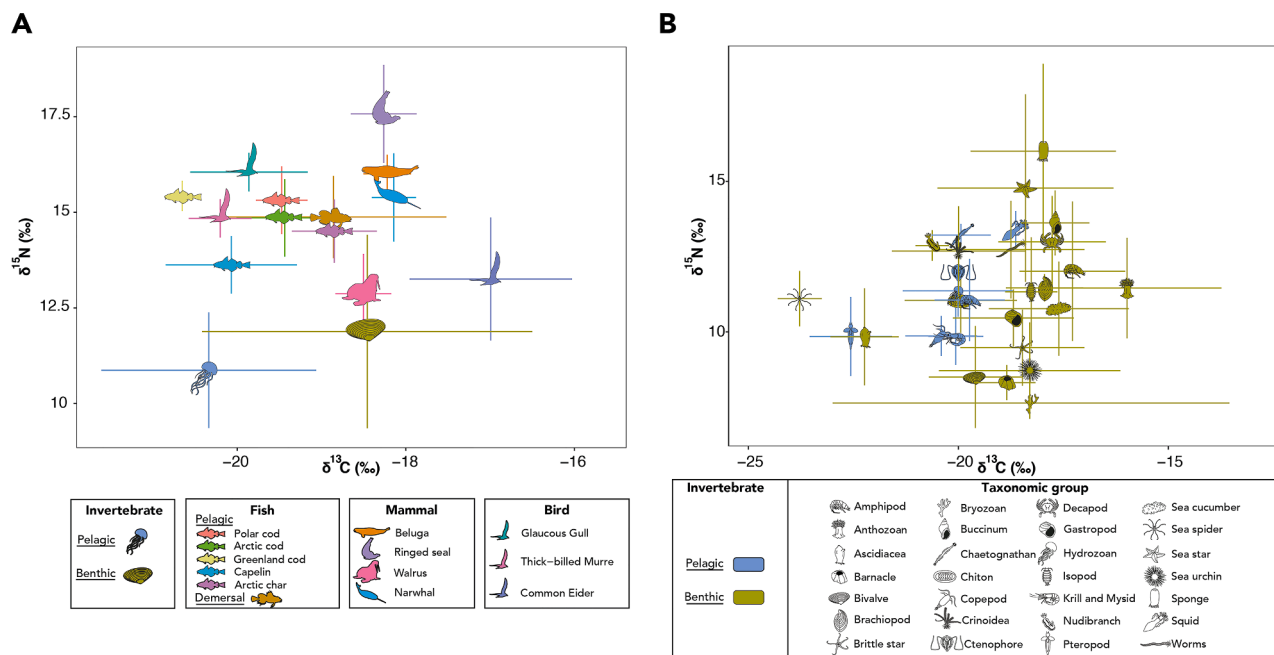 A
δ15N (‰)
17.5
15
12.5
10
−20
−18
−16
δ13C (‰)
Invertebrate
Pelagic
Benthic
Fish
Pelagic
Polar cod
Arctic cod
Greenland cod
Capelin
Arctic char
Demersal
Mammal
Beluga
Ringed seal
Walrus
Narwhal
Bird
Glaucous Gull
Thick−billed Murre
Common Eider
B
δ15N (‰)
15
10
−25
−20
−15
δ13C (‰)
Invertebrate
Pelagic
Benthic
Taxonomic group
Amphipod
Anthozoan
Ascidiacea
Barnacle
Bivalve
Brachiopod
Brittle star
Bryozoan
Buccinum
Chaetognathan
Chiton
Copepod
Crinoidea
Ctenophore
Decapod
Gastropod
Hydrozoan
Isopod
Krill and Mysid
Nudibranch
Pteropod
Sea cucumber
Sea spider
Sea star
Sea urchin
Sponge
Squid
Worms